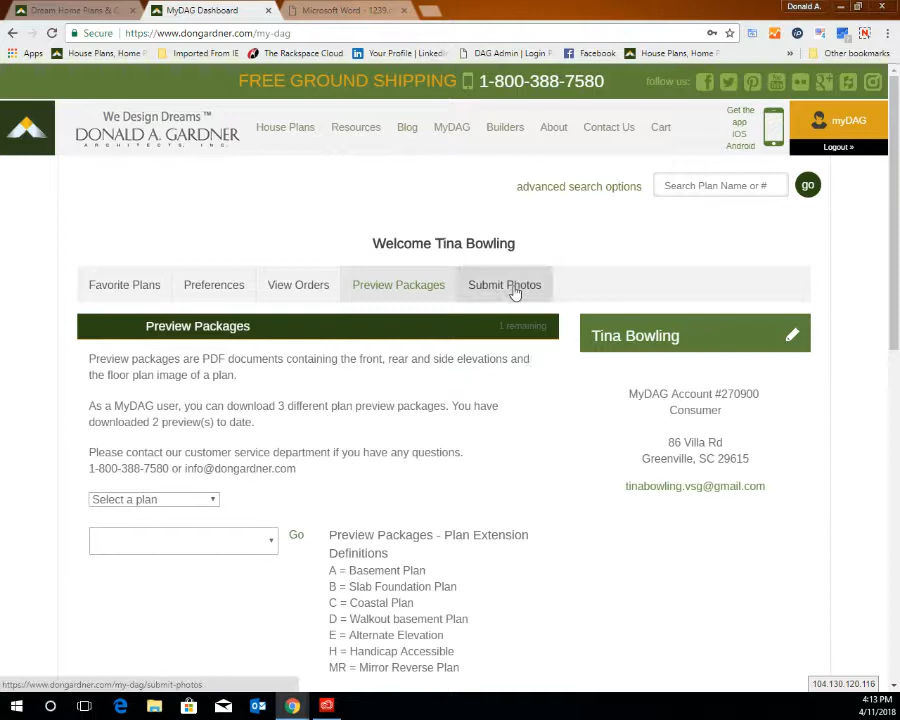 Dream Home Plans & C
MyDAG Dashboard
Microsoft Word - 1239.m
Donald A.
Secure
https://www.dongardner.com/my-dag
Apps
House Plans, Home
Imported From IE
The Rackspace Cloud
Your Profile | LinkedIn
DAG Admin | Login
Facebook
House Plans, Home
»
Other bookmarks
FREE GROUND SHIPPING 1-800-388-7580
follow us:
We Design Dreams™
DONALD A. GARDNER
ARCHITECTS, INC.
House Plans
Resources
Blog
MyDAG
Builders
About
Contact Us
Cart
Get the
app
iOS
Android
myDAG
Logout »
advanced search options
Search Plan Name or #
go
Welcome Tina Bowling
Favorite Plans
Preferences
View Orders
Preview Packages
Submit Photos
Preview Packages
1 remaining
Tina Bowling
Preview packages are PDF documents containing the front, rear and side elevations and
the floor plan image of a plan.
As a MyDAG user, you can download 3 different plan preview packages. You have
downloaded 2 preview(s) to date.
Please contact our customer service department if you have any questions.
1-800-388-7580 or info@dongardner.com
MyDAG Account #270900
Consumer
86 Villa Rd
Greenville, SC 29615
tinabowling.vsg@gmail.com
Select a plan
Go
Preview Packages - Plan Extension
Definitions
A = Basement Plan
B = Slab Foundation Plan
C = Coastal Plan
D = Walkout basement Plan
E = Alternate Elevation
H = Handicap Accessible
MR = Mirror Reverse Plan
https://www.dongardner.com/my-dag/submit-photos
104.130.120.116
4:13 PM
4/11/2018